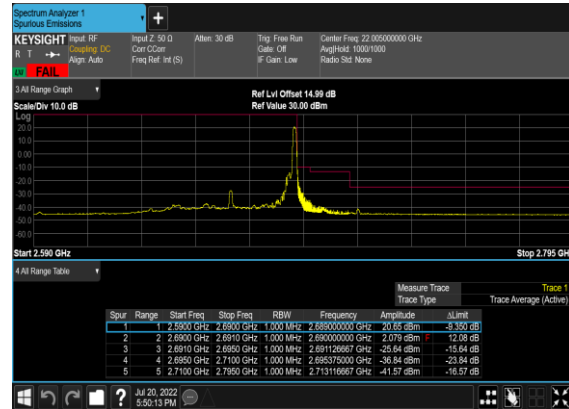 Spectrum Analyzer 1
Spurious Emissions
+
KEYSIGHT
R T
LXI FAIL
Input: RF
Coupling: DC
Align: Auto
Input Z: 50 Ω
Corr CCorr
Freq Ref: Int (S)
Atten: 30 dB
Trig: Free Run
Gate: Off
IF Gain: Low
Center Freq: 22.005000000 GHz
Avg|Hold: 1000/1000
Radio Std: None
3 All Range Graph
Scale/Div 10.0 dB
Ref Lvl Offset 14.99 dB
Ref Value 30.00 dBm
Log
20.0
10.0
0.00
-10.0
-20.0
-30.0
-40.0
-50.0
-60.0
Start 2.590 GHz
Stop 2.795 GH
4 All Range Table
Measure Trace Trace 1
Trace Type Trace Average (Active)
Spur Range Start Freq Stop Freq RBW Frequency Amplitude ΔLimit
1 1 2.5900 GHz 2.6900 GHz 1.000 MHz 2.689000000 GHz 20.65 dBm -9.350 dB
2 2 2.6900 GHz 2.6910 GHz 1.000 MHz 2.690000000 GHz 2.079 dBm F 12.08 dB
3 3 2.6910 GHz 2.6950 GHz 1.000 MHz 2.691126667 GHz -25.64 dBm -15.64 dB
4 4 2.6950 GHz 2.7100 GHz 1.000 MHz 2.695375000 GHz -36.84 dBm -23.84 dB
5 5 2.7100 GHz 2.7950 GHz 1.000 MHz 2.713116667 GHz -41.57 dBm -16.57 dB
?
Jul 20, 2022
5:50:13 PM